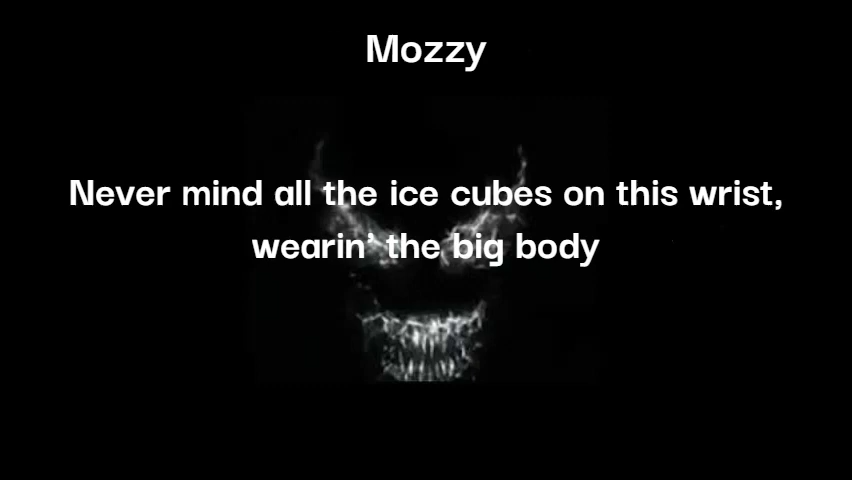 Mozzy
Never mind all the ice cubes on this wrist,
wearin’ the big body